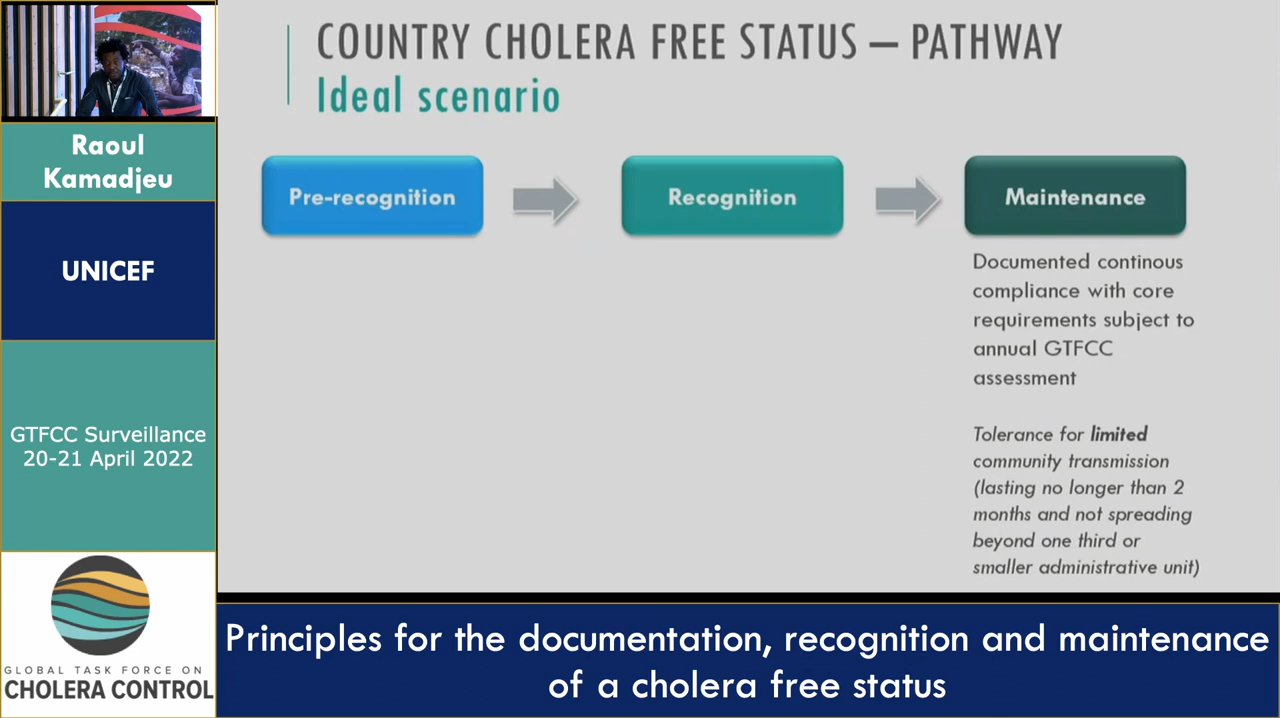 Raoul
Kamadjeu
UNICEF
GTFCC Surveillance
20-21 April 2022
GLOBAL TASK FORCE ON
CHOLERA CONTROL
COUNTRY CHOLERA FREE STATUS – PATHWAY
Ideal scenario
Pre-recognition
Recognition
Maintenance
Documented continous
compliance with core
requirements subject to
annual GTFCC
assessment
Tolerance for limited
community transmission
(lasting no longer than 2
months and not spreading
beyond one third or
smaller administrative unit)
Principles for the documentation, recognition and maintenance
of a cholera free status